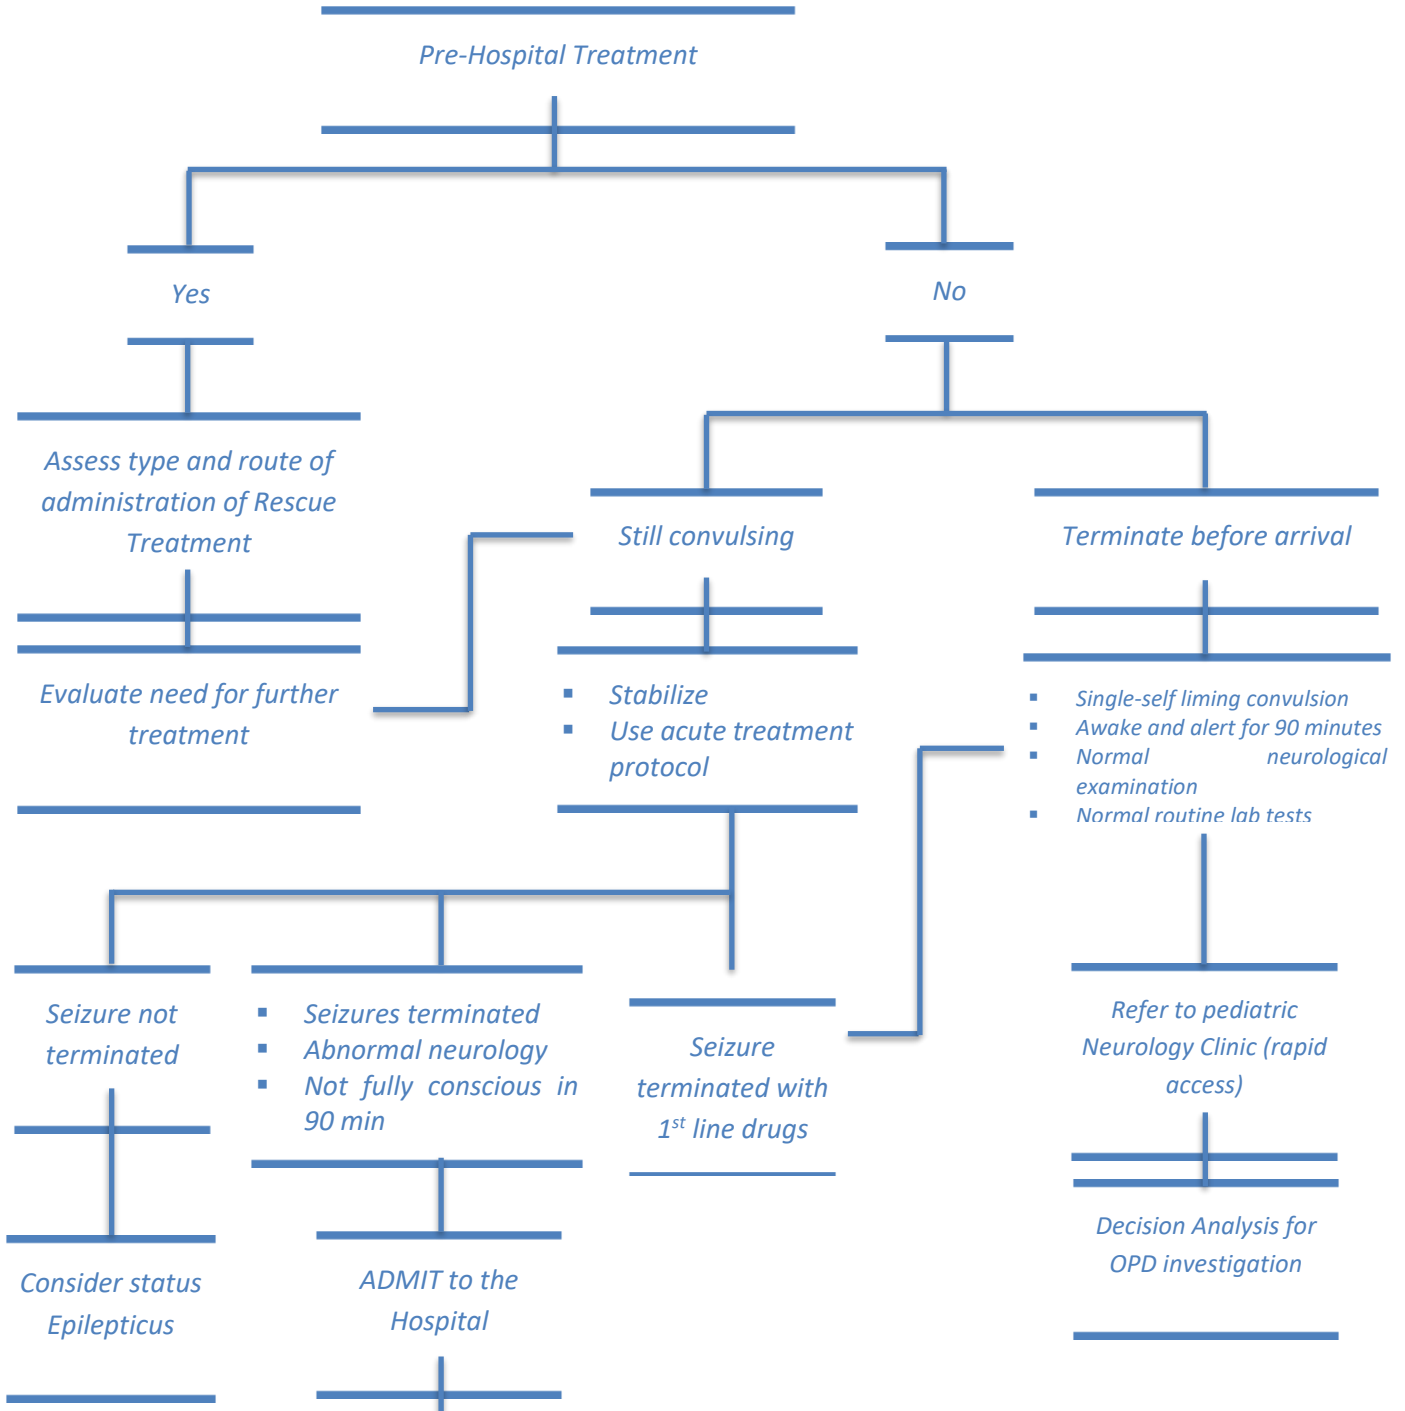 Pre-Hospital Treatment
Yes
No
Assess type and route of
administration of Rescue
Treatment
Still convulsing
Terminate before arrival
Evaluate need for further
treatment
▪ Stabilize
▪ Use acute treatment
protocol
▪ Single-self liming convulsion
▪ Awake and alert for 90 minutes
▪ Normal neurological
examination
▪ Normal routine lab tests
Seizure not
terminated
▪ Seizures terminated
▪ Abnormal neurology
▪ Not fully conscious in
90 min
Seizure
terminated with
1st line drugs
Refer to pediatric
Neurology Clinic (rapid
access)
Consider status
Epilepticus
ADMIT to the
Hospital
Decision Analysis for
OPD investigation